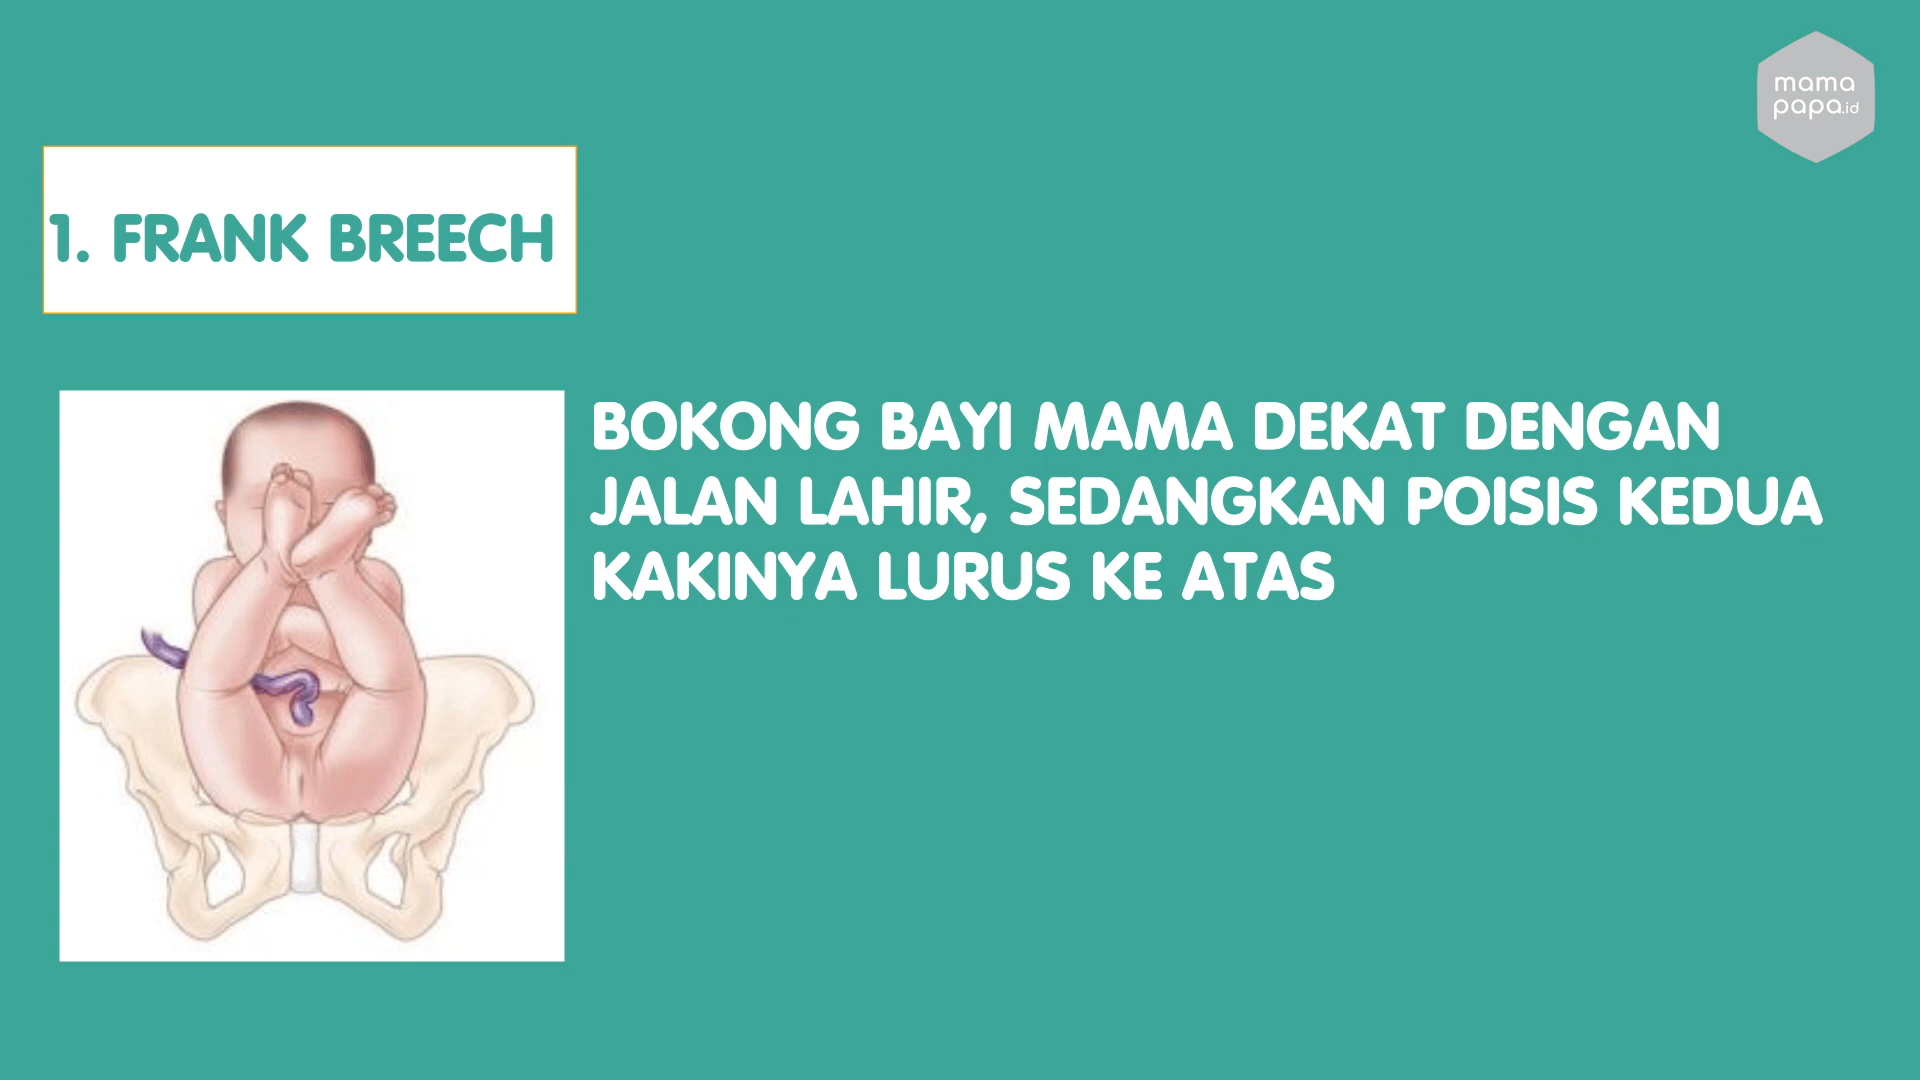 mama
papa.id
1. FRANK BREECH
BOKONG BAYI MAMA DEKAT DENGAN
JALAN LAHIR, SEDANGKAN POISIS KEDUA
KAKINYA LURUS KE ATAS